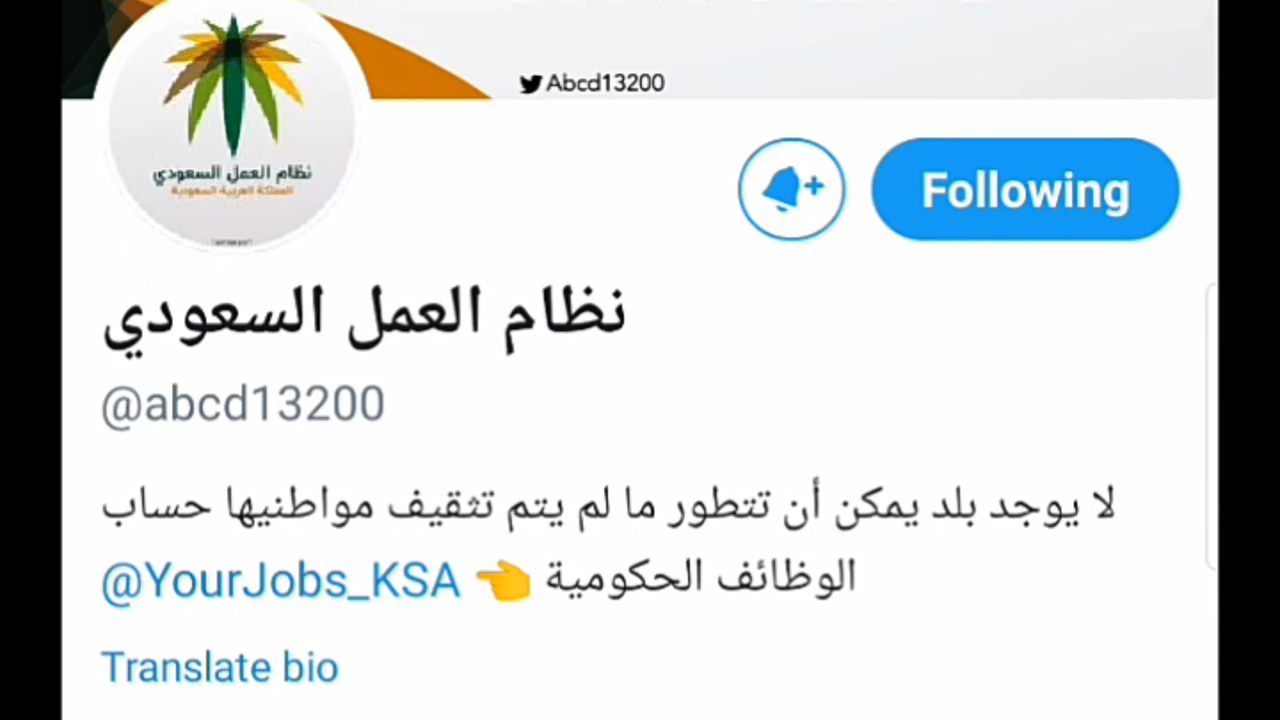 Abcd13200
نظام العمل السعودي
المملكة العربية السعودية
Following
نظام العمل السعودي
@abcd13200
لا يوجد بلد يمكن أن تتطور ما لم يتم تثقيف مواطنيها حساب
الوظائف الحكومية 👈 @YourJobs_KSA
Translate bio